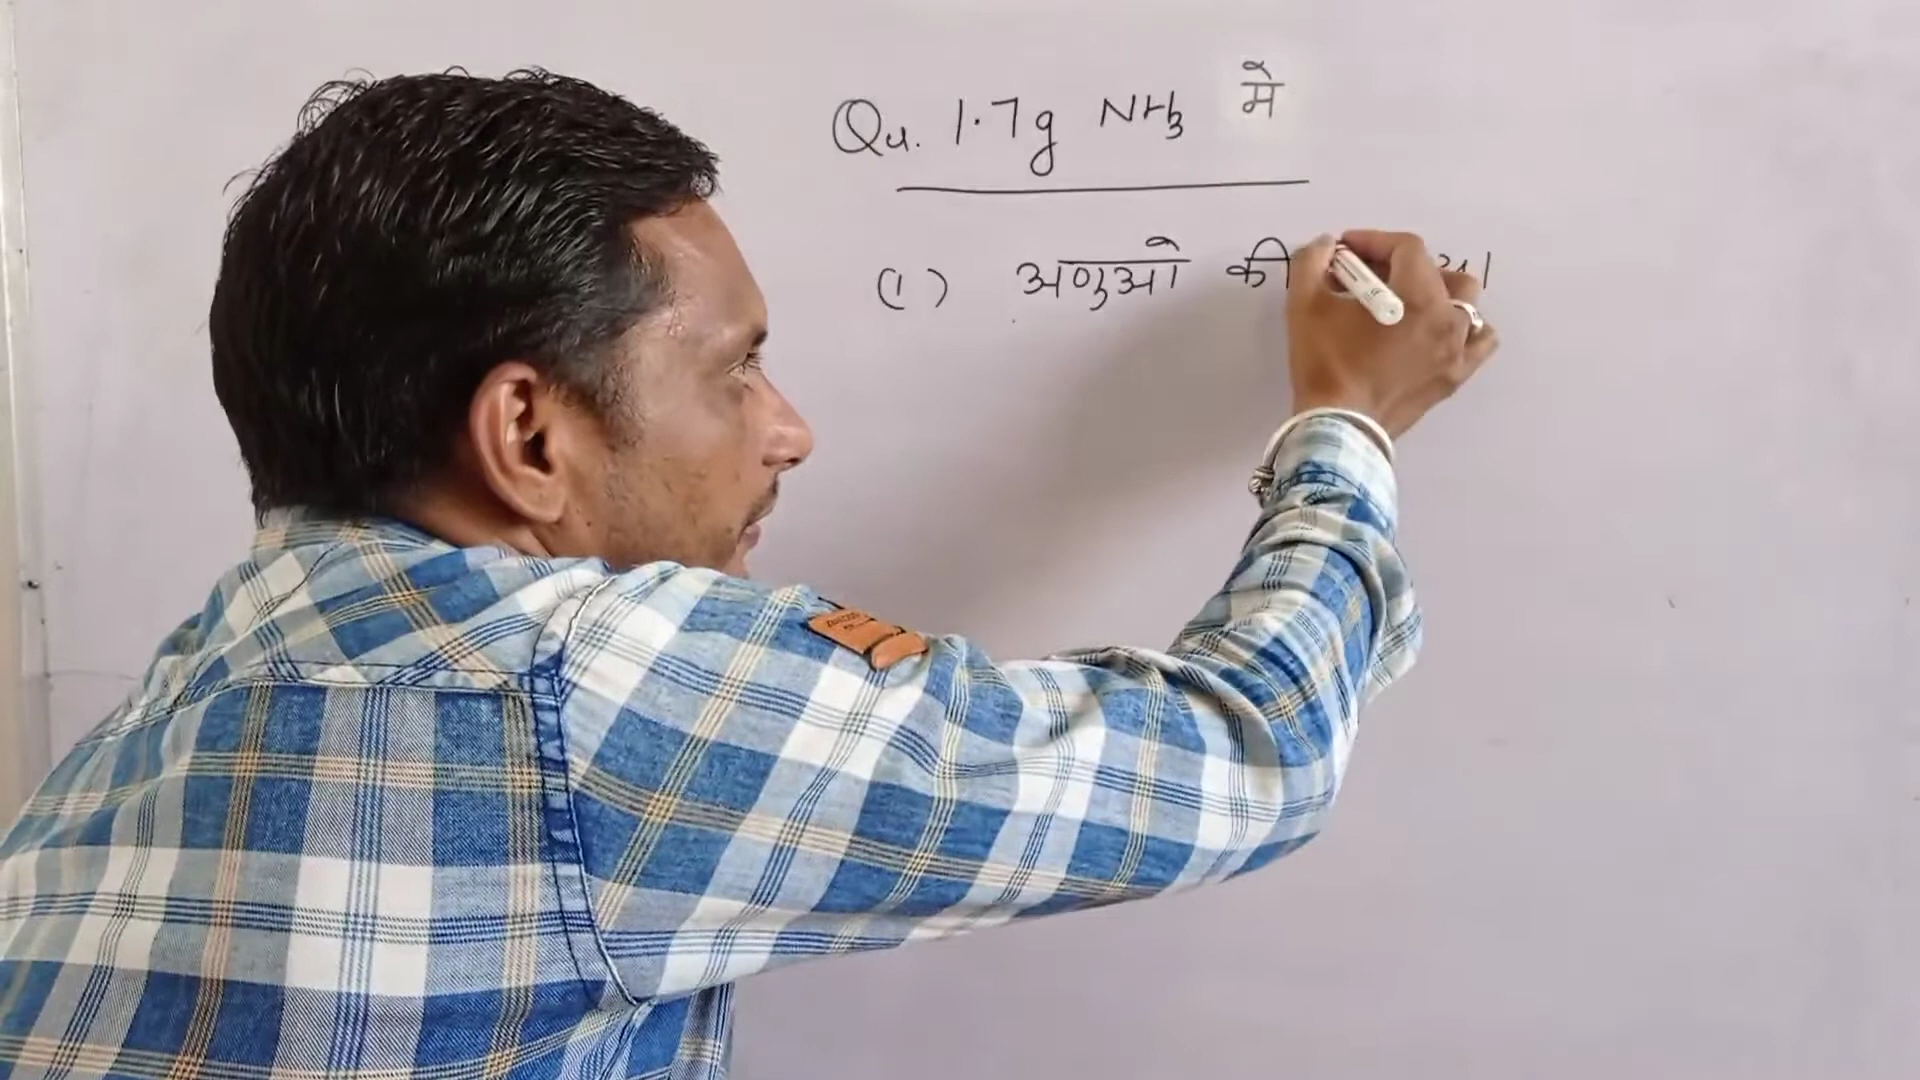 Qu. 1.7g NH3 मे
(1) अणुओ की